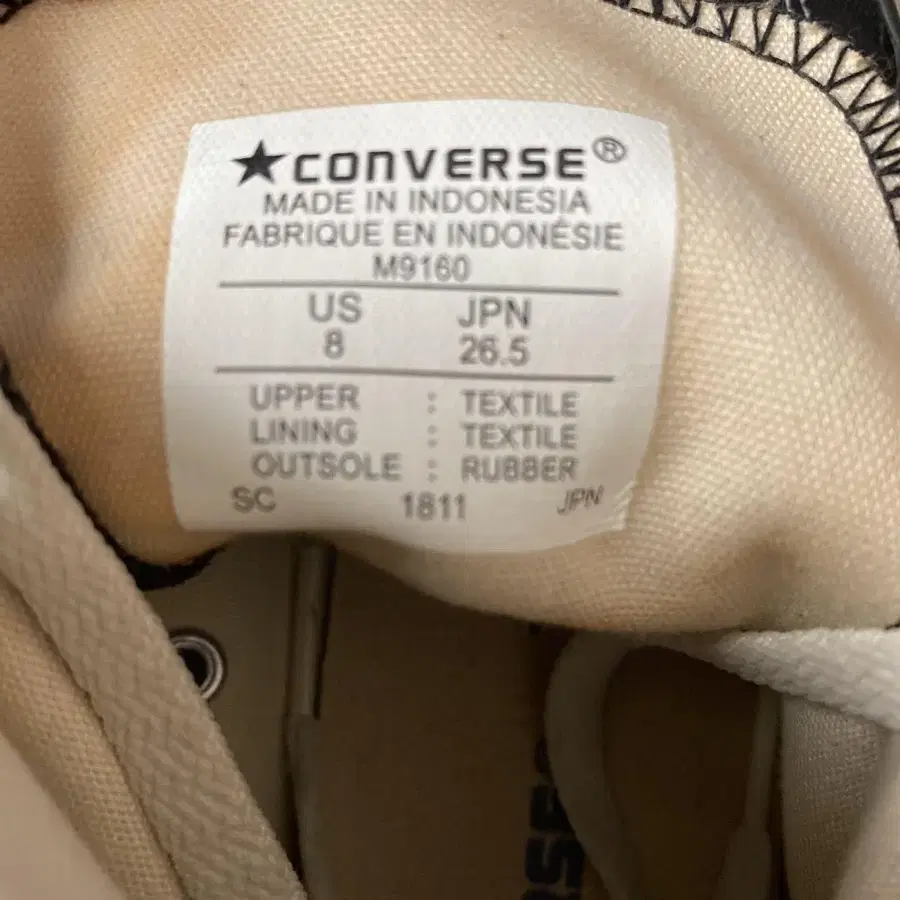 ★CONVERSE®
MADE IN INDONESIA
FABRIQUE EN INDONÉSIE
M9160
US JPN
8 26.5
UPPER : TEXTILE
LINING : TEXTILE
OUTSOLE : RUBBER
SC 1811 JPN